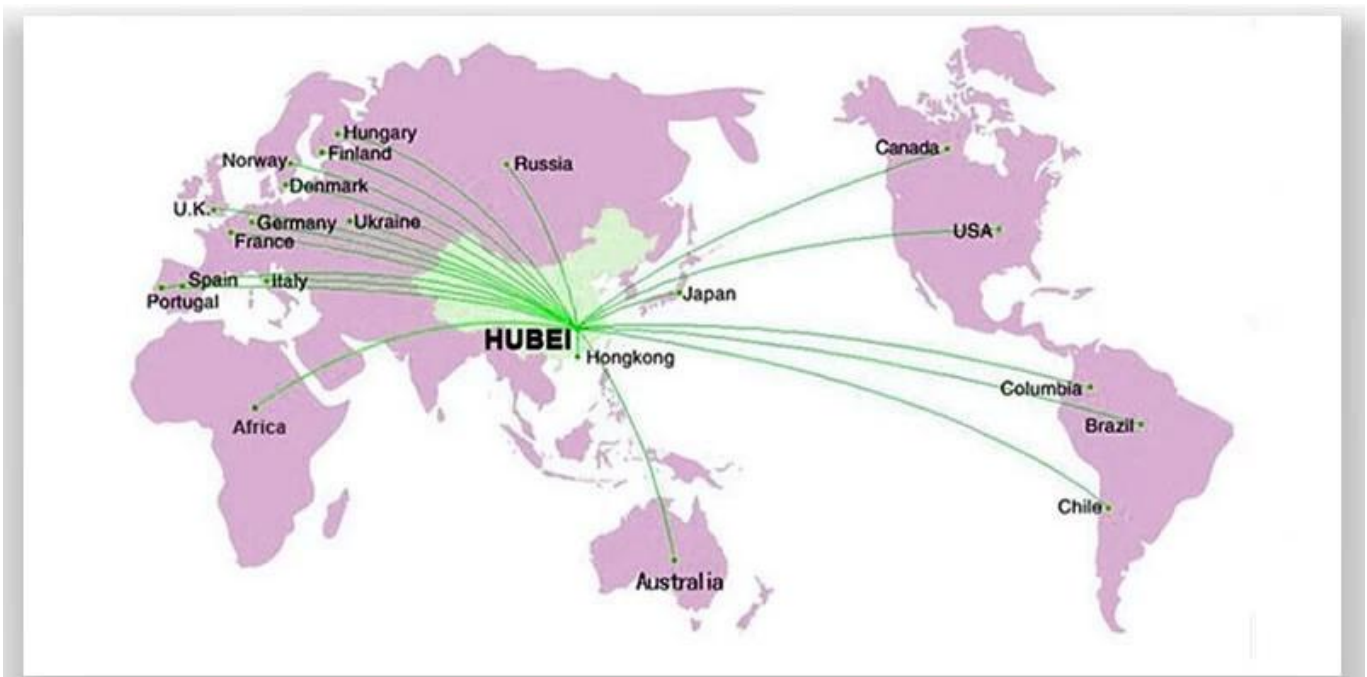 Hungary
Finland
Norway
Russia
Canada
Denmark
U.K.
Germany
Ukraine
France
USA
Spain
Italy
Japan
Portugal
HUBEI
Hongkong
Columbia
Africa
Brazil
Chile
Australia